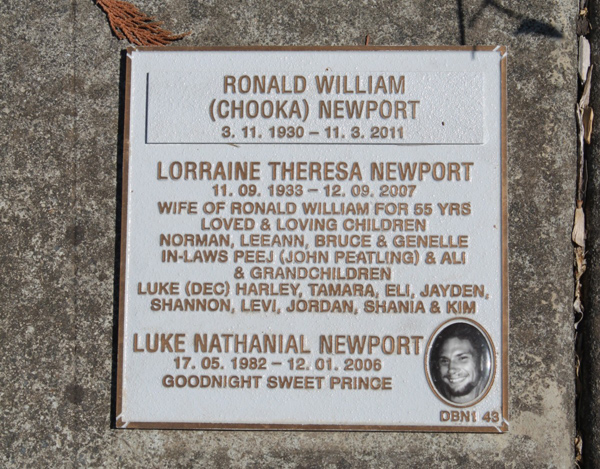 RONALD WILLIAM
(CHOOKA) NEWPORT
3. 11. 1930 – 11. 3. 2011
LORRAINE THERESA NEWPORT
11. 09. 1933 – 12. 09. 2007
WIFE OF RONALD WILLIAM FOR 55 YRS
LOVED & LOVING CHILDREN
NORMAN, LEEANN, BRUCE & GENELLE
IN-LAWS PEEJ (JOHN PEATLING) & ALI
& GRANDCHILDREN
LUKE (DEC) HARLEY, TAMARA, ELI, JAYDEN,
SHANNON, LEVI, JORDAN, SHANIA & KIM
LUKE NATHANIAL NEWPORT
17. 05. 1982 – 12. 01. 2006
GOODNIGHT SWEET PRINCE
DBN1 43